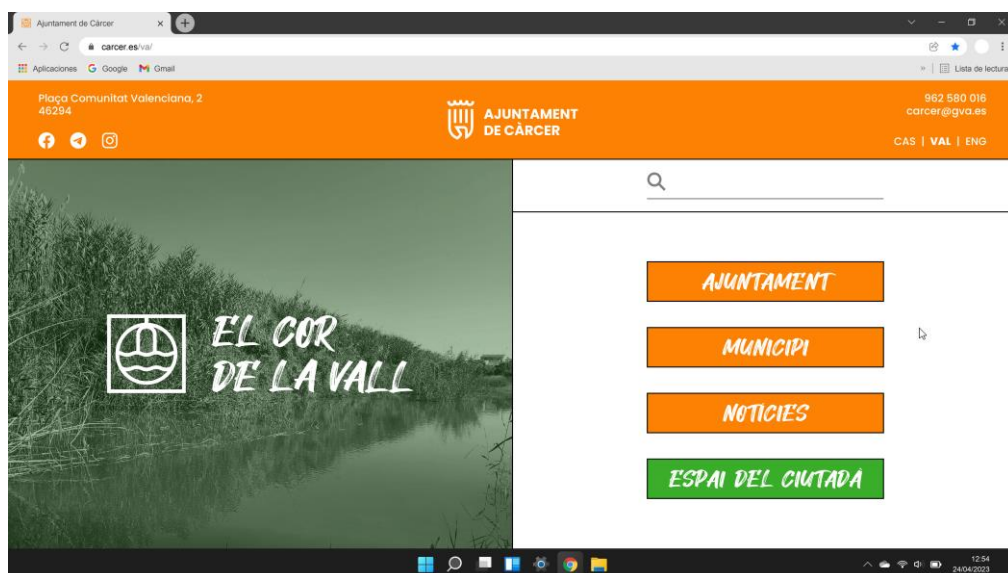 Ajuntament de Càrcer
carcer.es/va/
Aplicaciones Google Gmail
» Lista de lectura
Plaça Comunitat Valenciana, 2
46294
AJUNTAMENT
DE CÀRCER
962 580 016
carcer@gva.es
CAS | VAL | ENG
EL COR
DE LA VALL
AJUNTAMENT
MUNICIPI
NOTICIES
ESPAI DEL CIUTADÀ
12:54
24/04/2023